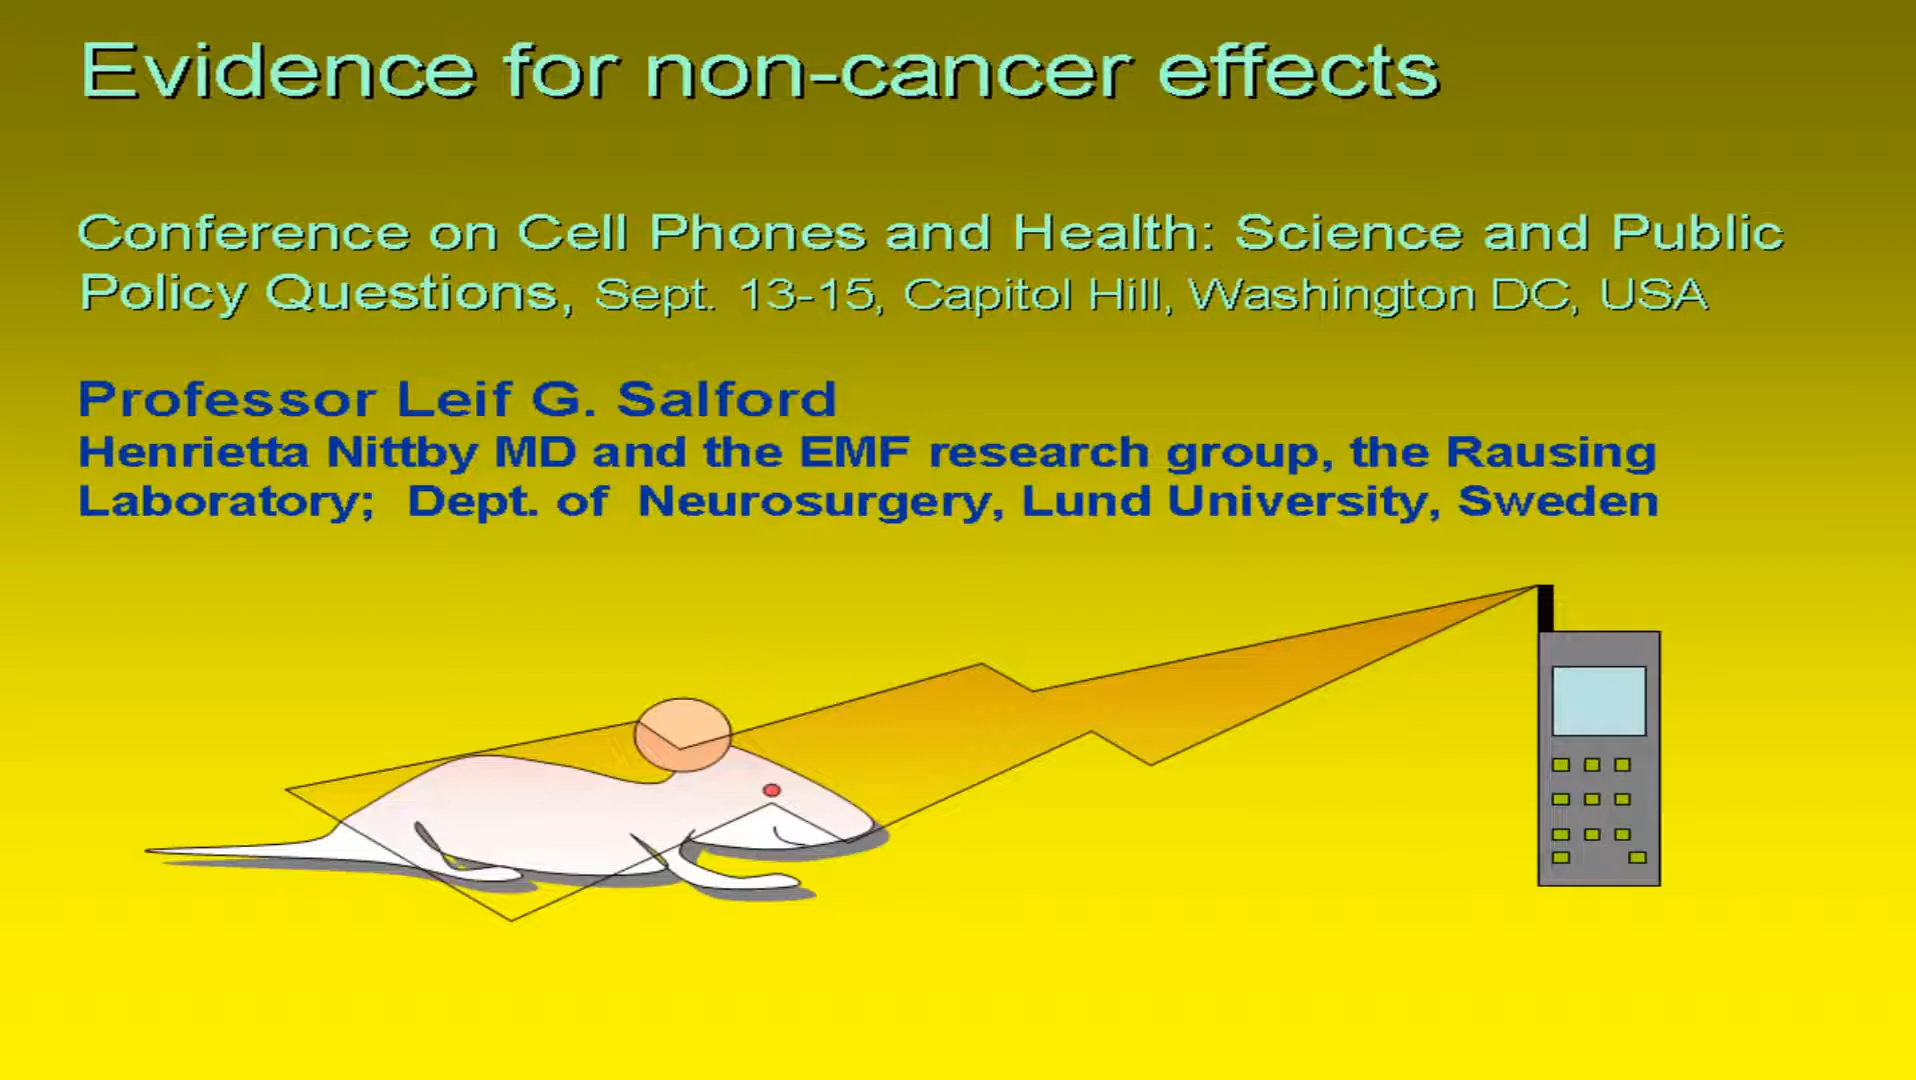 Evidence for non-cancer effects
Conference on Cell Phones and Health: Science and Public
Policy Questions, Sept. 13-15, Capitol Hill, Washington DC, USA
Professor Leif G. Salford
Henrietta Nittby MD and the EMF research group, the Rausing
Laboratory; Dept. of Neurosurgery, Lund University, Sweden